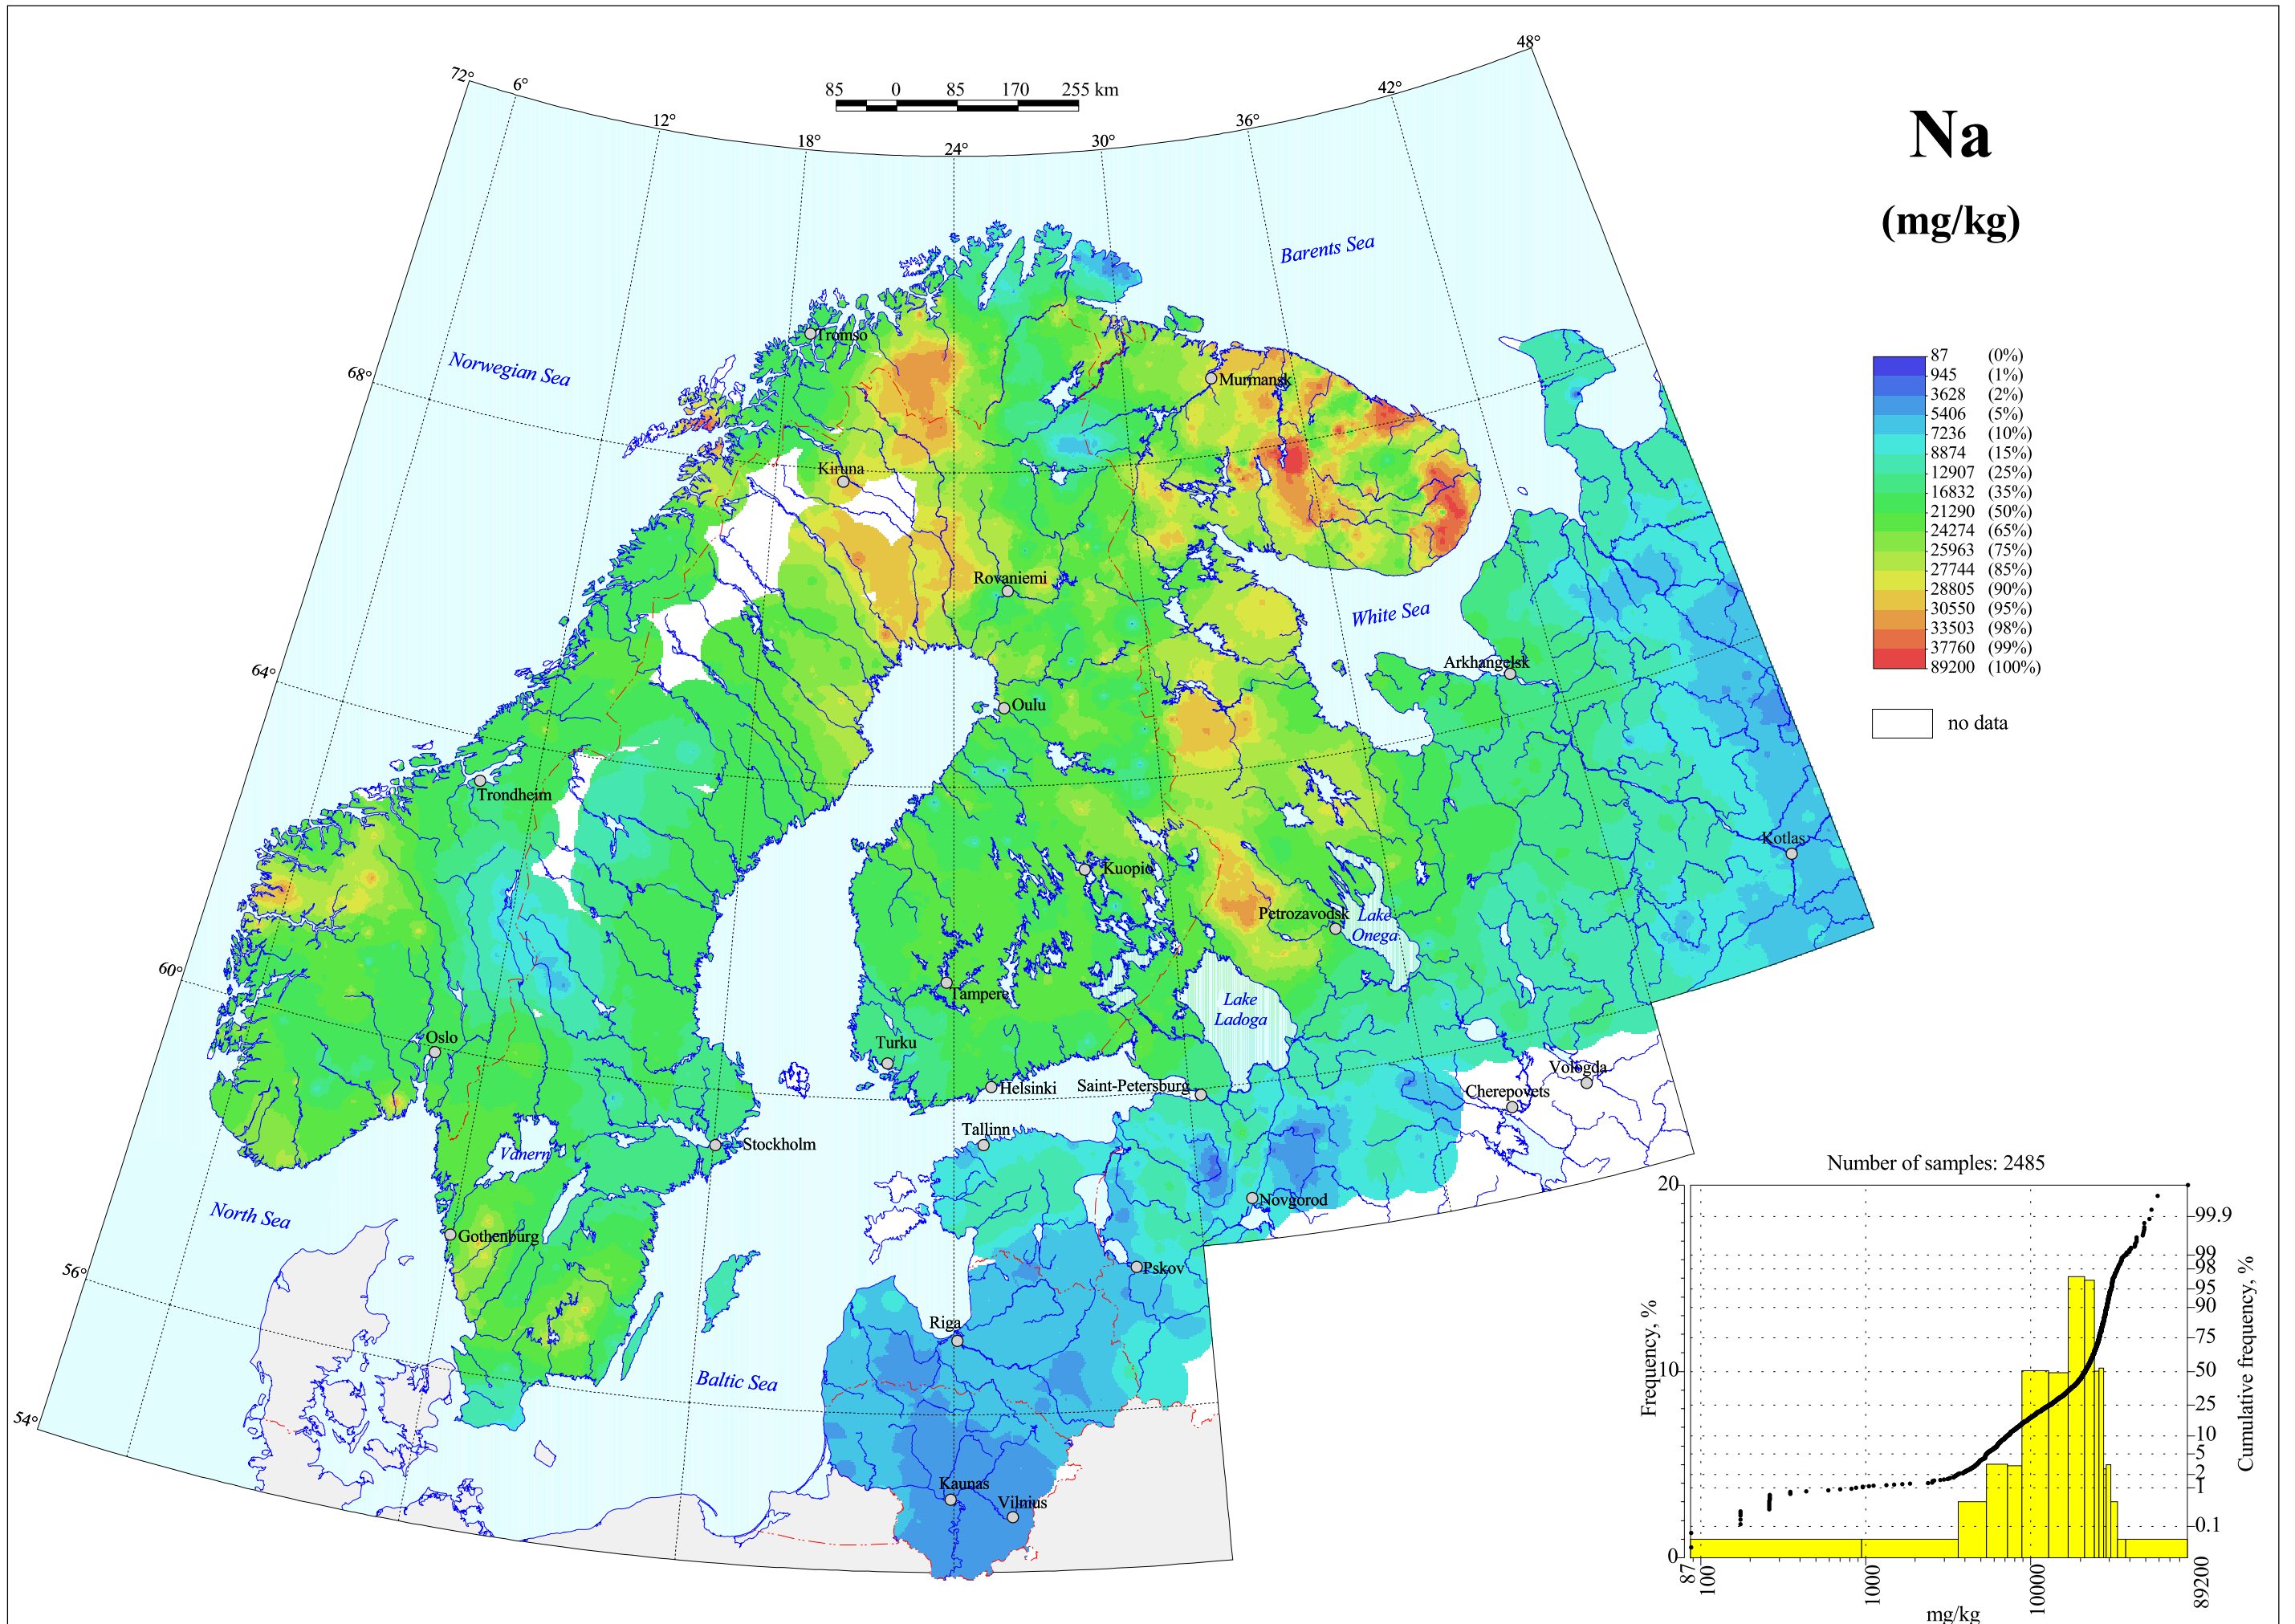 Na
(mg/kg)
72°
6°
12°
18°
24°
30°
36°
42°
48°
68°
64°
60°
56°
54°
85 0 85 170 255 km
Barents Sea
Norwegian Sea
Tromso
Murmansk
Kiruna
Rovaniemi
White Sea
Arkhangelsk
Oulu
Trondheim
Kotlas
Kuopio
Petrozavodsk
Lake
Onega
Tampere
Lake
Ladoga
Oslo
Turku
Helsinki
Saint-Petersburg
Vologda
Cherepovets
Tallinn
Stockholm
Vanern
Novgorod
North Sea
Gothenburg
Pskov
Riga
Baltic Sea
Kaunas
Vilnius
87 (0%)
945 (1%)
3628 (2%)
5406 (5%)
7236 (10%)
8874 (15%)
12907 (25%)
16832 (35%)
21290 (50%)
24274 (65%)
25963 (75%)
27744 (85%)
28805 (90%)
30550 (95%)
33503 (98%)
37760 (99%)
89200 (100%)
no data
Number of samples: 2485
20
10
0
Frequency, %
99.9
99
98
95
90
75
50
25
10
5
2
1
0.1
Cumulative frequency, %
87
100
1000
10000
89200
mg/kg